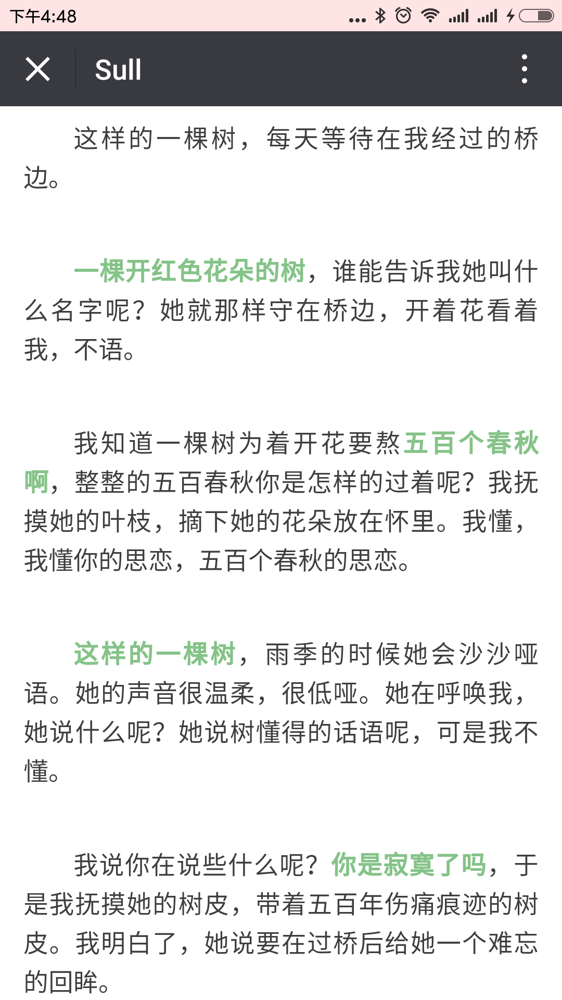 下午4:48
Sull
这样的一棵树，每天等待在我经过的桥
边。
一棵开红色花朵的树，谁能告诉我她叫什
么名字呢？她就那样守在桥边，开着花看着
我，不语。
我知道一棵树为着开花要熬五百个春秋
啊，整整的五百春秋你是怎样的过着呢？我抚
摸她的叶枝，摘下她的花朵放在怀里。我懂，
我懂你的思恋，五百个春秋的思恋。
这样的一棵树，雨季的时候她会沙沙哑
语。她的声音很温柔，很低哑。她在呼唤我，
她说什么呢？她说树懂得的话语呢，可是我不
懂。
我说你在说些什么呢？你是寂寞了吗，于
是我抚摸她的树皮，带着五百年伤痛痕迹的树
皮。我明白了，她说要在过桥后给她一个难忘
的回眸。